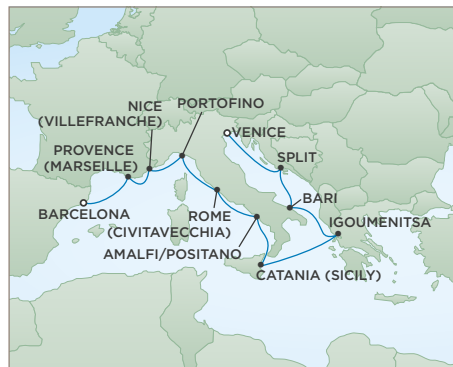 NICE
(VILLEFRANCHE)
PORTOFINO
VENICE
PROVENCE
(MARSEILLE)
SPLIT
BARI
BARCELONA
ROME
(CIVITAVECCHIA)
IGOUMENITSA
AMALFI/POSITANO
CATANIA (SICILY)